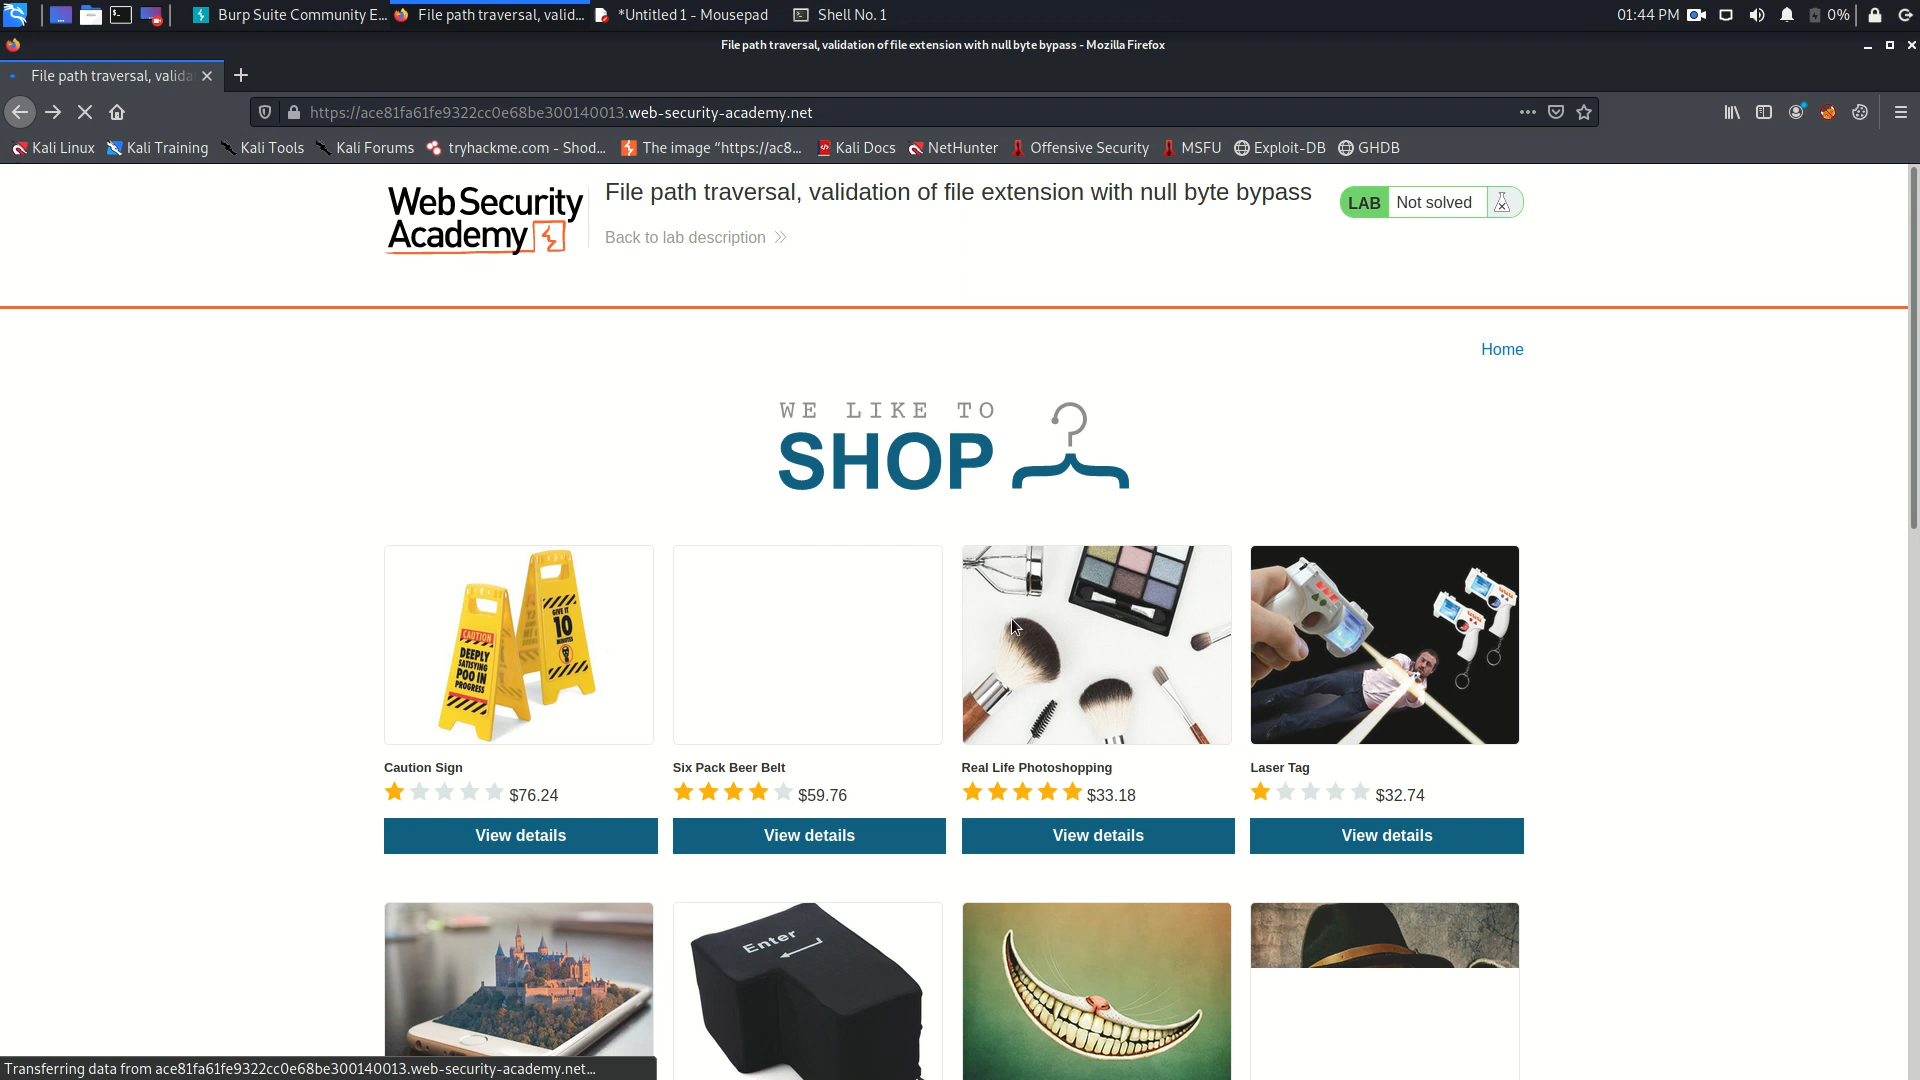 Burp Suite Community E...
File path traversal, valid...
*Untitled 1 - Mousepad
Shell No. 1
01:44 PM
0%
File path traversal, validation of file extension with null byte bypass - Mozilla Firefox
File path traversal, valida
https://ace81fa61fe9322cc0e68be300140013.web-security-academy.net
Kali Linux
Kali Training
Kali Tools
Kali Forums
tryhackme.com - Shod...
The image “https://ac8...
Kali Docs
NetHunter
Offensive Security
MSFU
Exploit-DB
GHDB
Web Security
Academy
File path traversal, validation of file extension with null byte bypass
Back to lab description
LAB Not solved
Home
WE LIKE TO
SHOP
CAUTION
DEEPLY
SATISFYING
POO IN
PROGRESS
GIVE IT
10
MINUTES
Caution Sign
$76.24
View details
Six Pack Beer Belt
$59.76
View details
Real Life Photoshopping
$33.18
View details
Laser Tag
$32.74
View details
Enter
Transferring data from ace81fa61fe9322cc0e68be300140013.web-security-academy.net...